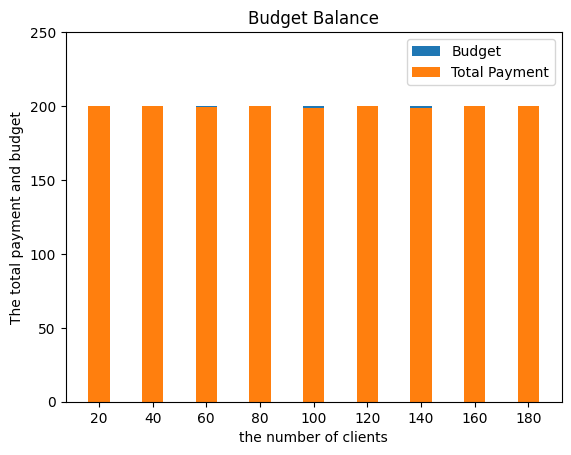 Budget Balance
Budget
Total Payment
The total payment and budget
250
200
150
100
50
0
20 40 60 80 100 120 140 160 180
the number of clients